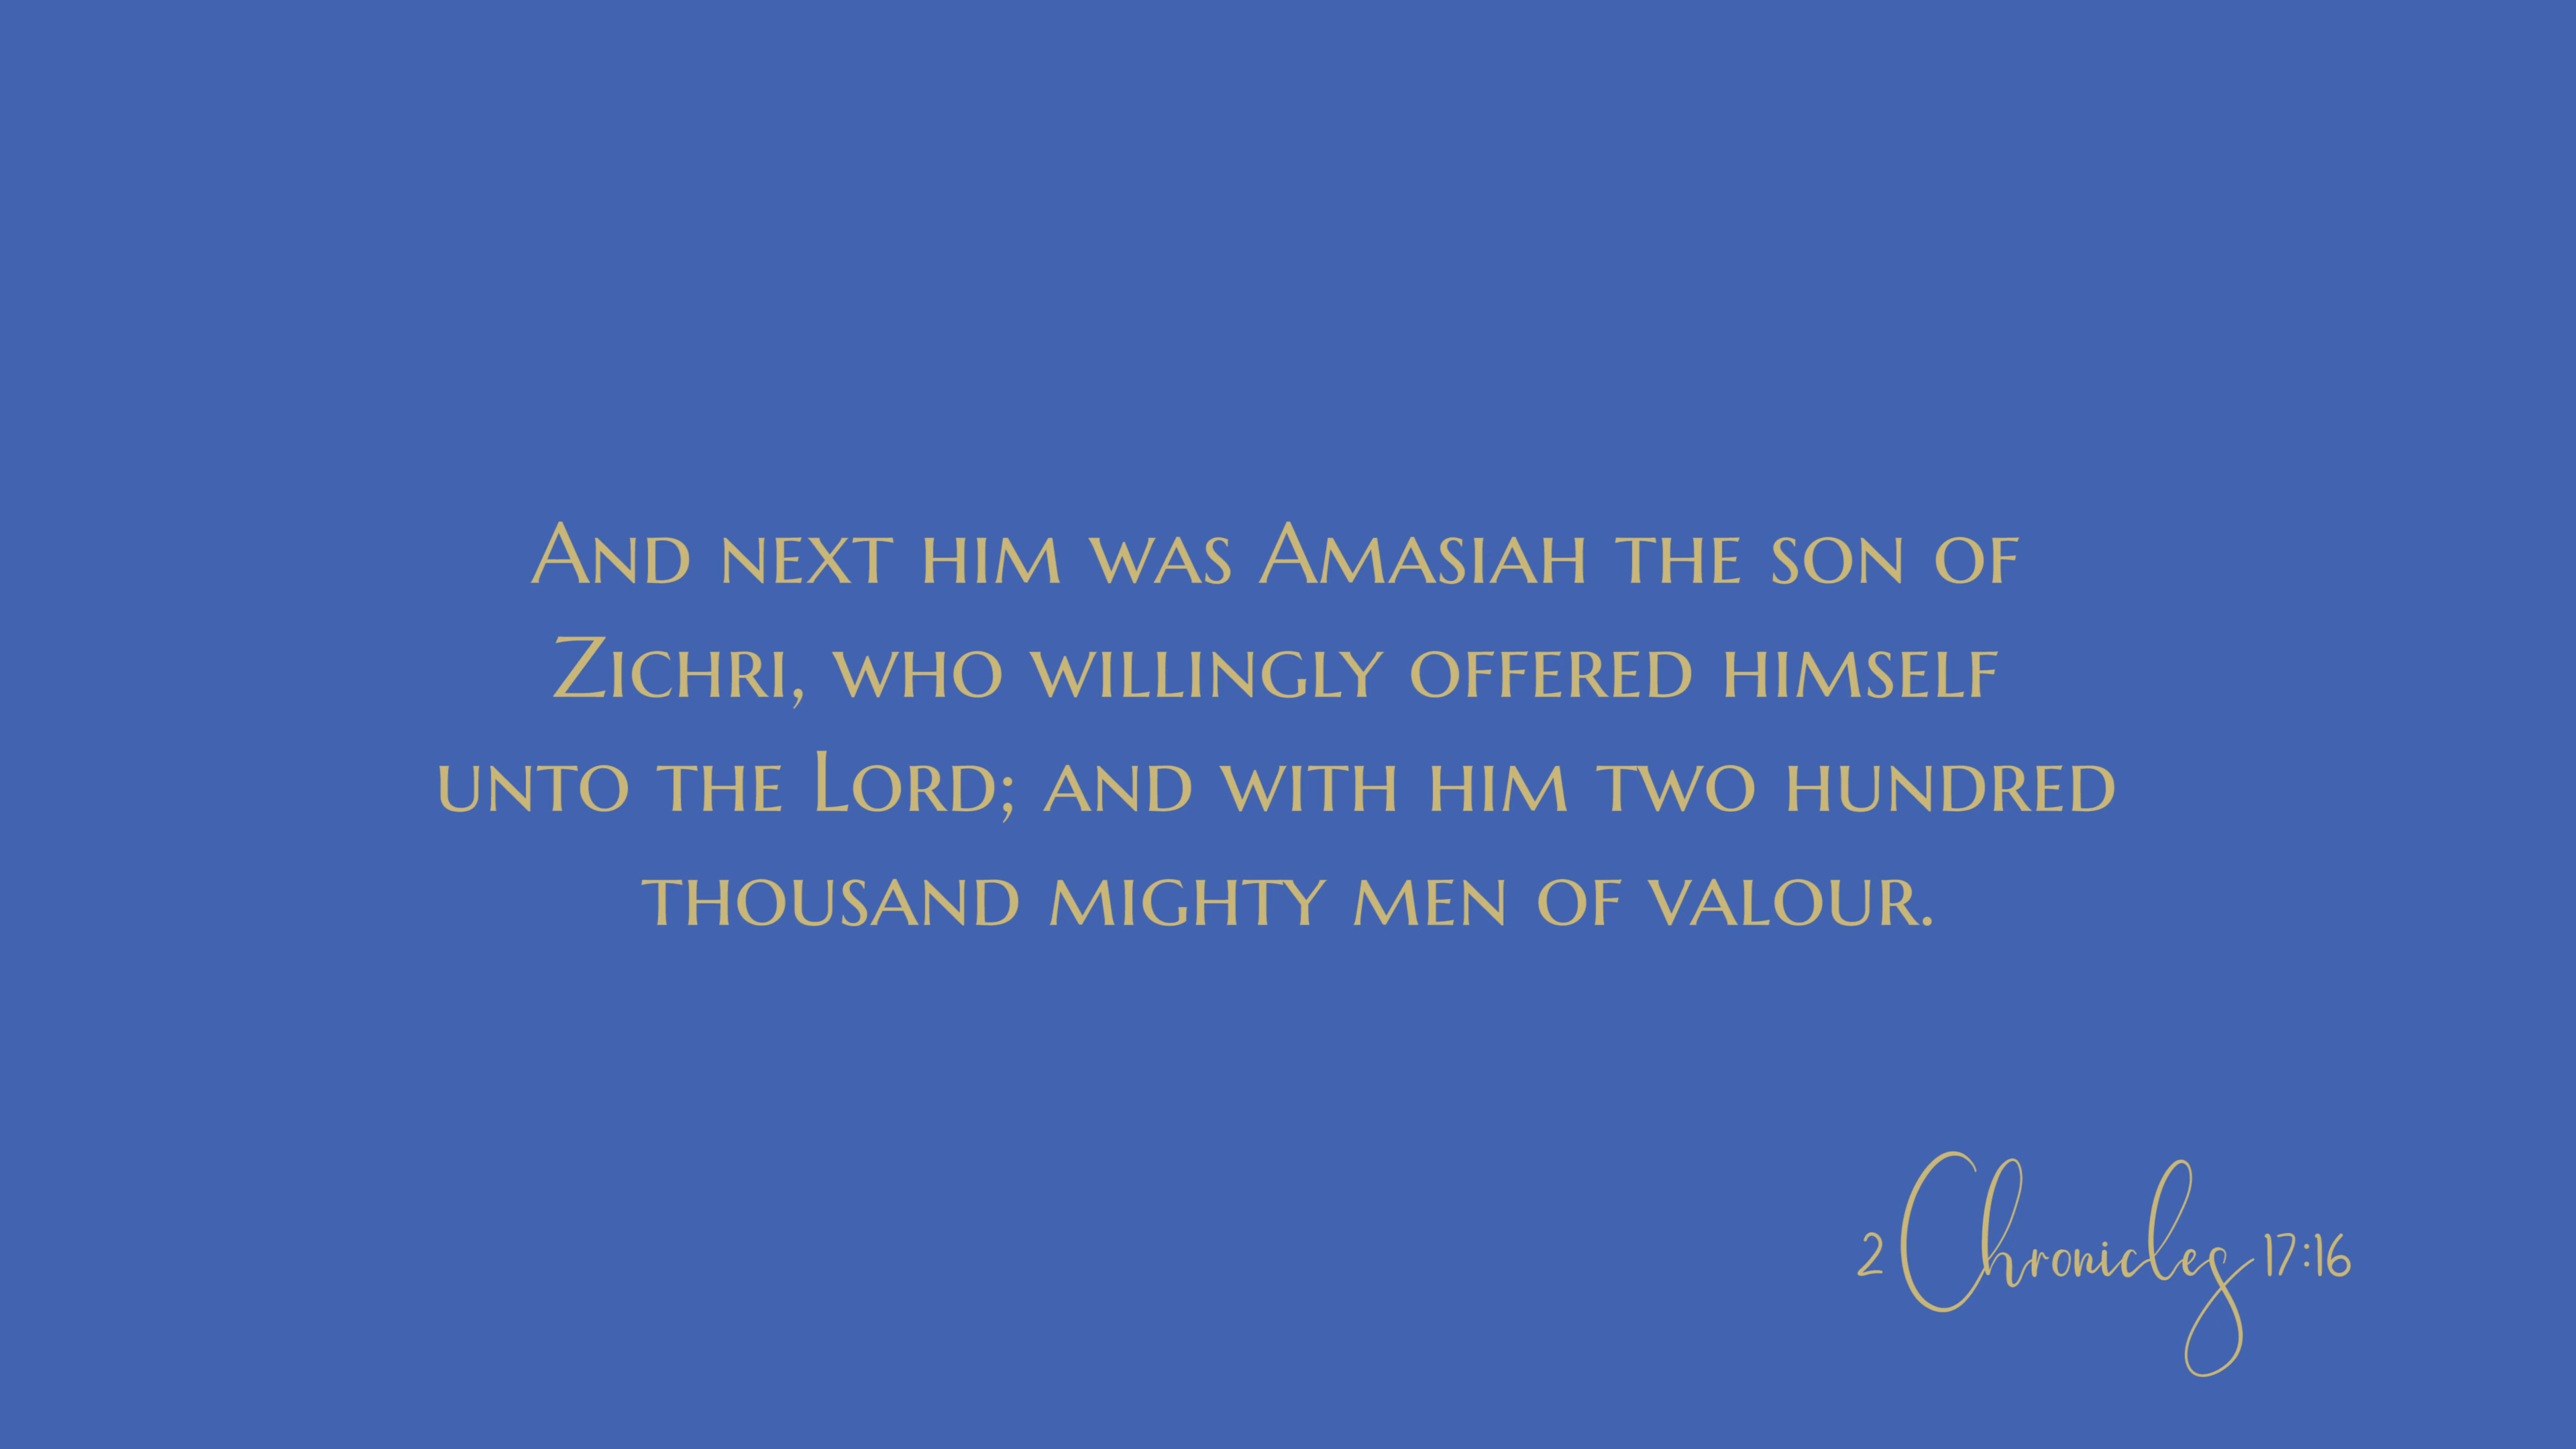 And next him was Amasiah the son of
Zichri, who willingly offered himself
unto the Lord; and with him two hundred
thousand mighty men of valour.
2 Chronicles 17:16